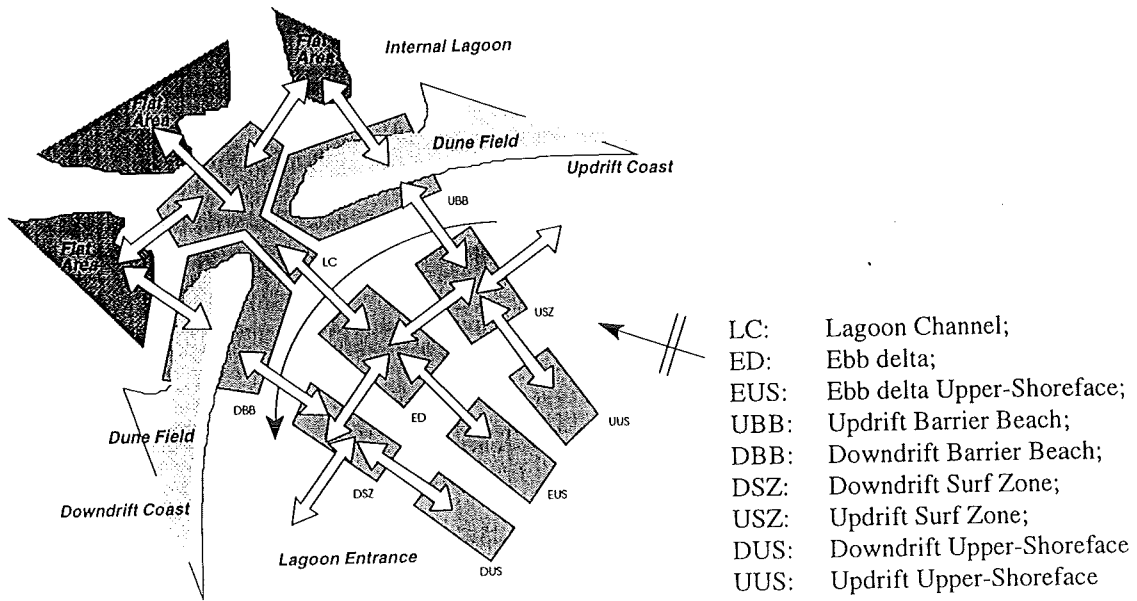 Flat
Area
Internal Lagoon
Flat
Area
Dune Field
Updrift Coast
UBB
Flat
Area
LC
USZ
DBB
ED
UUS
Dune Field
DSZ
EUS
Downdrift Coast
Lagoon Entrance
DUS
LC: Lagoon Channel;
ED: Ebb delta;
EUS: Ebb delta Upper-Shoreface;
UBB: Updrift Barrier Beach;
DBB: Downdrift Barrier Beach;
DSZ: Downdrift Surf Zone;
USZ: Updrift Surf Zone;
DUS: Downdrift Upper-Shoreface
UUS: Updrift Upper-Shoreface